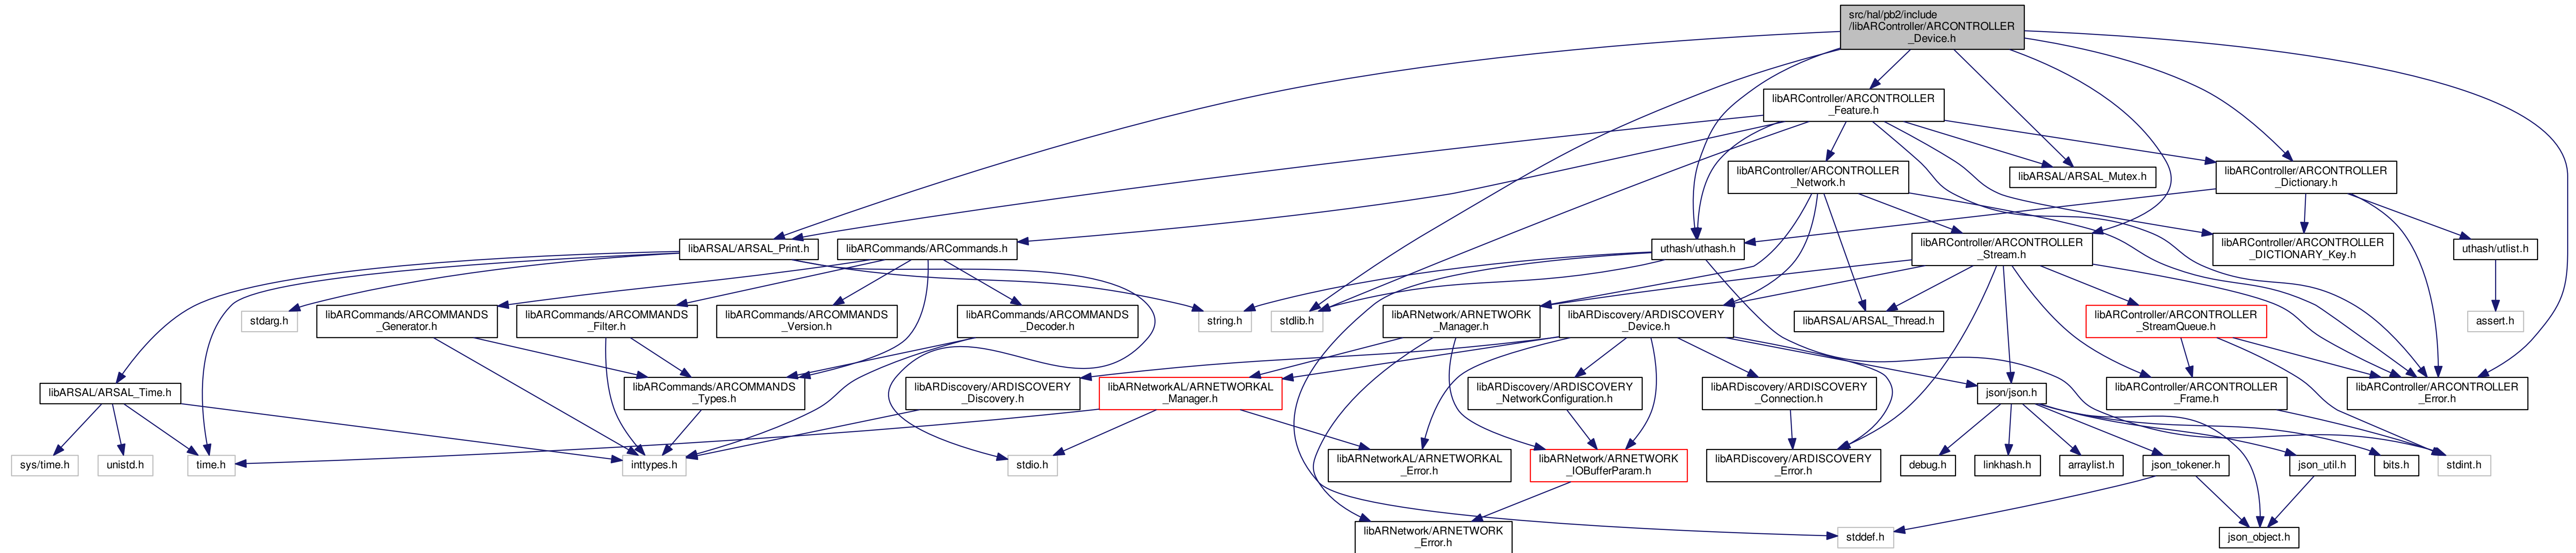 src/hal/pb2/include
/libARController/ARCONTROLLER
_Device.h
libARController/ARCONTROLLER
_Feature.h
libARController/ARCONTROLLER
_Network.h
libARSAL/ARSAL_Mutex.h
libARController/ARCONTROLLER
_Dictionary.h
libARSAL/ARSAL_Print.h
libARCommands/ARCommands.h
uthash/uthash.h
libARController/ARCONTROLLER
_Stream.h
libARController/ARCONTROLLER
_DICTIONARY_Key.h
uthash/utlist.h
stdarg.h
libARCommands/ARCOMMANDS
_Generator.h
libARCommands/ARCOMMANDS
_Filter.h
libARCommands/ARCOMMANDS
_Version.h
libARCommands/ARCOMMANDS
_Decoder.h
string.h
stdlib.h
libARNetwork/ARNETWORK
_Manager.h
libARDiscovery/ARDISCOVERY
_Device.h
libARSAL/ARSAL_Thread.h
libARController/ARCONTROLLER
_StreamQueue.h
assert.h
libARSAL/ARSAL_Time.h
libARCommands/ARCOMMANDS
_Types.h
libARDiscovery/ARDISCOVERY
_Discovery.h
libARNetworkAL/ARNETWORKAL
_Manager.h
libARDiscovery/ARDISCOVERY
_NetworkConfiguration.h
libARDiscovery/ARDISCOVERY
_Connection.h
json/json.h
libARController/ARCONTROLLER
_Frame.h
libARController/ARCONTROLLER
_Error.h
sys/time.h
unistd.h
time.h
inttypes.h
stdio.h
libARNetworkAL/ARNETWORKAL
_Error.h
libARNetwork/ARNETWORK
_IOBufferParam.h
libARDiscovery/ARDISCOVERY
_Error.h
debug.h
linkhash.h
arraylist.h
json_tokener.h
json_util.h
bits.h
stdint.h
libARNetwork/ARNETWORK
_Error.h
stddef.h
json_object.h